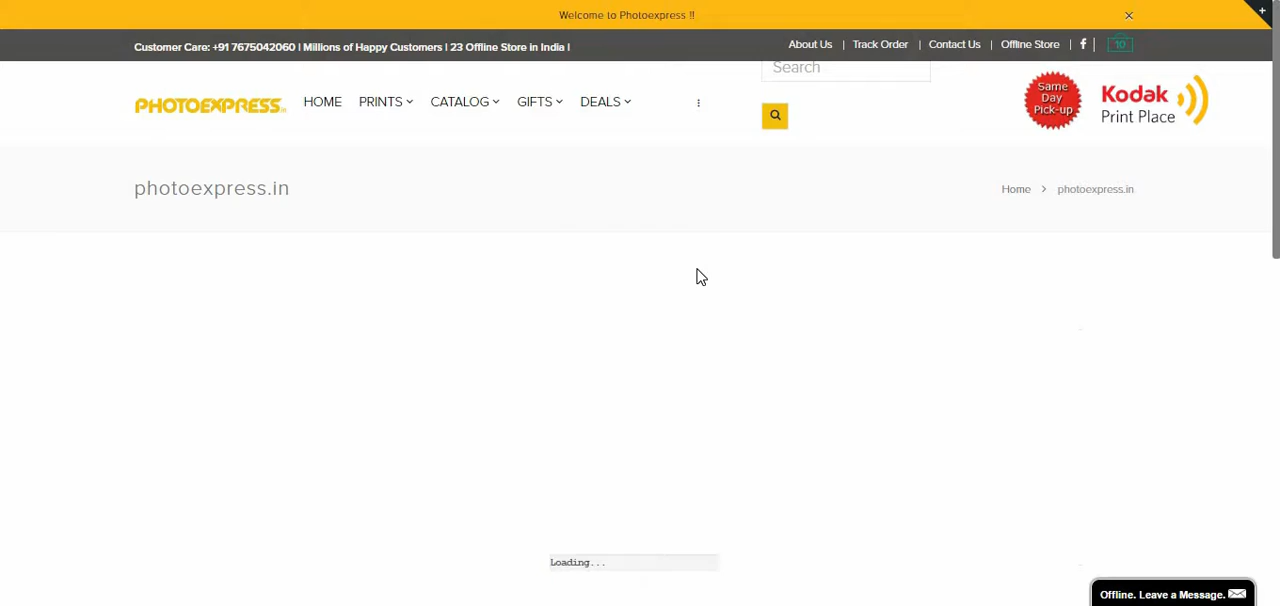 Welcome to Photoexpress !!
Customer Care: +91 7675042060 | Millions of Happy Customers | 23 Offline Store in India |
About Us | Track Order | Contact Us | Offline Store |
10
PHOTOEXPRESS.in
HOME PRINTS CATALOG GIFTS DEALS
Search
Same
Day
Pick-up
Kodak
Print Place
photoexpress.in
Home > photoexpress.in
Loading...
Offline. Leave a Message.